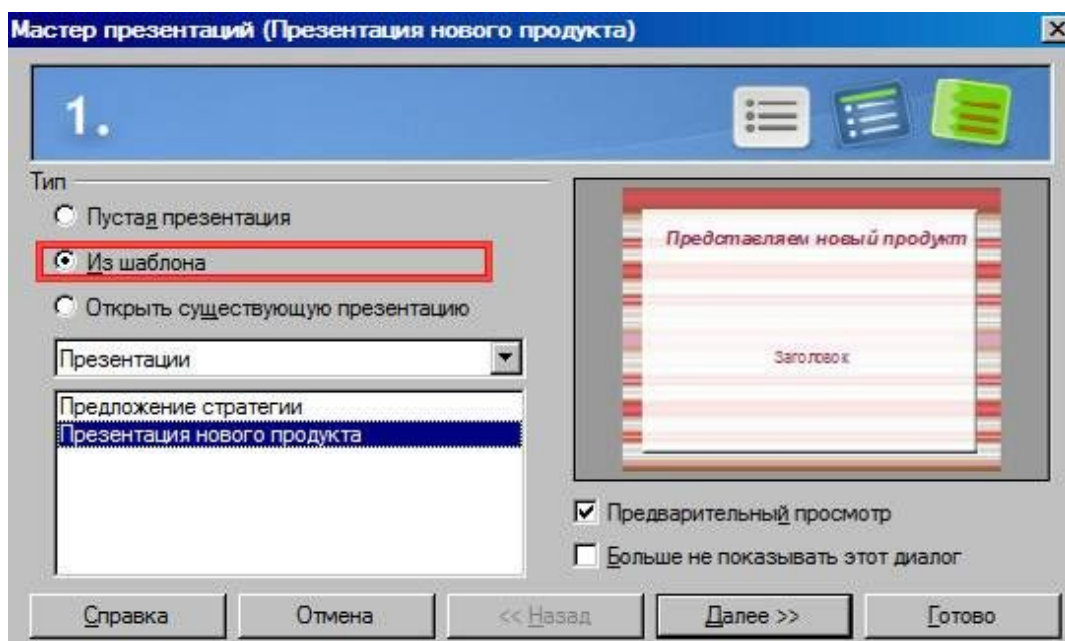 Мастер презентаций (Презентация нового продукта)
1.
Тип
Пустая презентация
Из шаблона
Открыть существующую презентацию
Презентации
Предложение стратегии
Презентация нового продукта
Представляем новый продукт
Заголовок
Предварительный просмотр
Больше не показывать этот диалог
Справка
Отмена
<< Назад
Далее >>
Готово